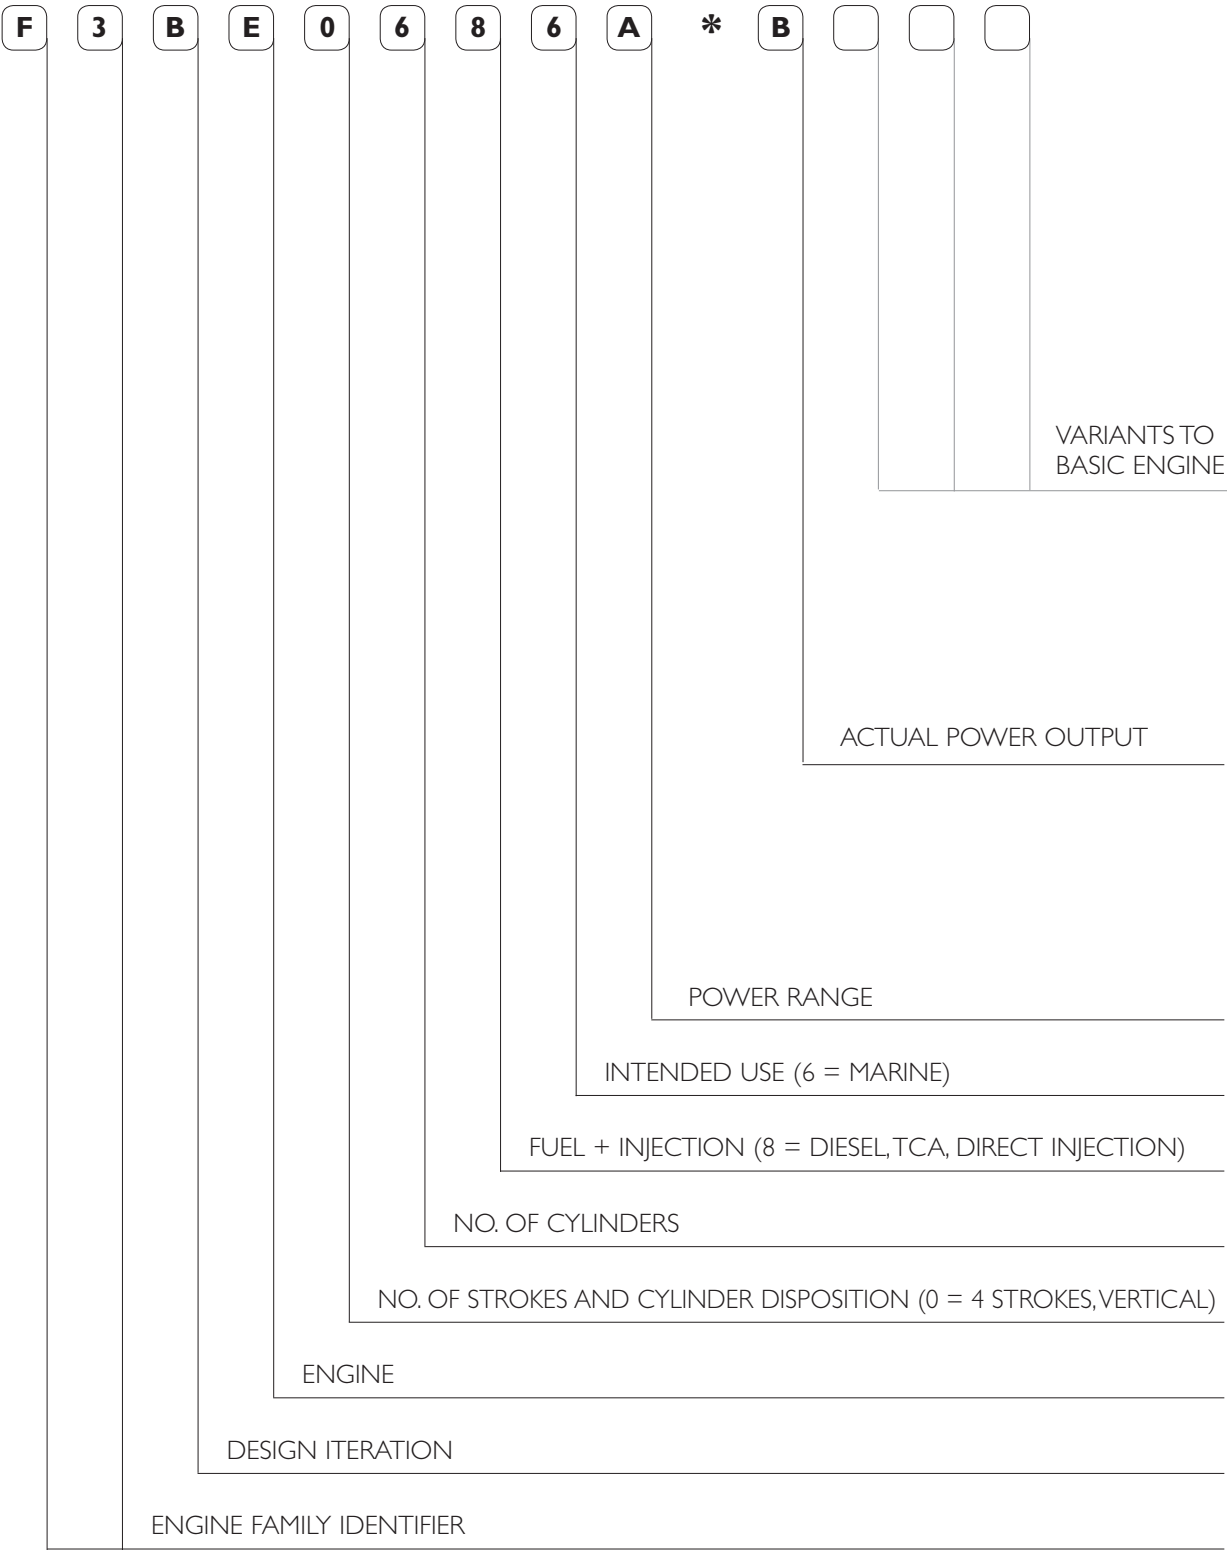 F 3 B E 0 6 8 6 A * B
VARIANTS TO
BASIC ENGINE
ACTUAL POWER OUTPUT
POWER RANGE
INTENDED USE (6 = MARINE)
FUEL + INJECTION (8 = DIESEL, TCA, DIRECT INJECTION)
NO. OF CYLINDERS
NO. OF STROKES AND CYLINDER DISPOSITION (0 = 4 STROKES, VERTICAL)
ENGINE
DESIGN ITERATION
ENGINE FAMILY IDENTIFIER